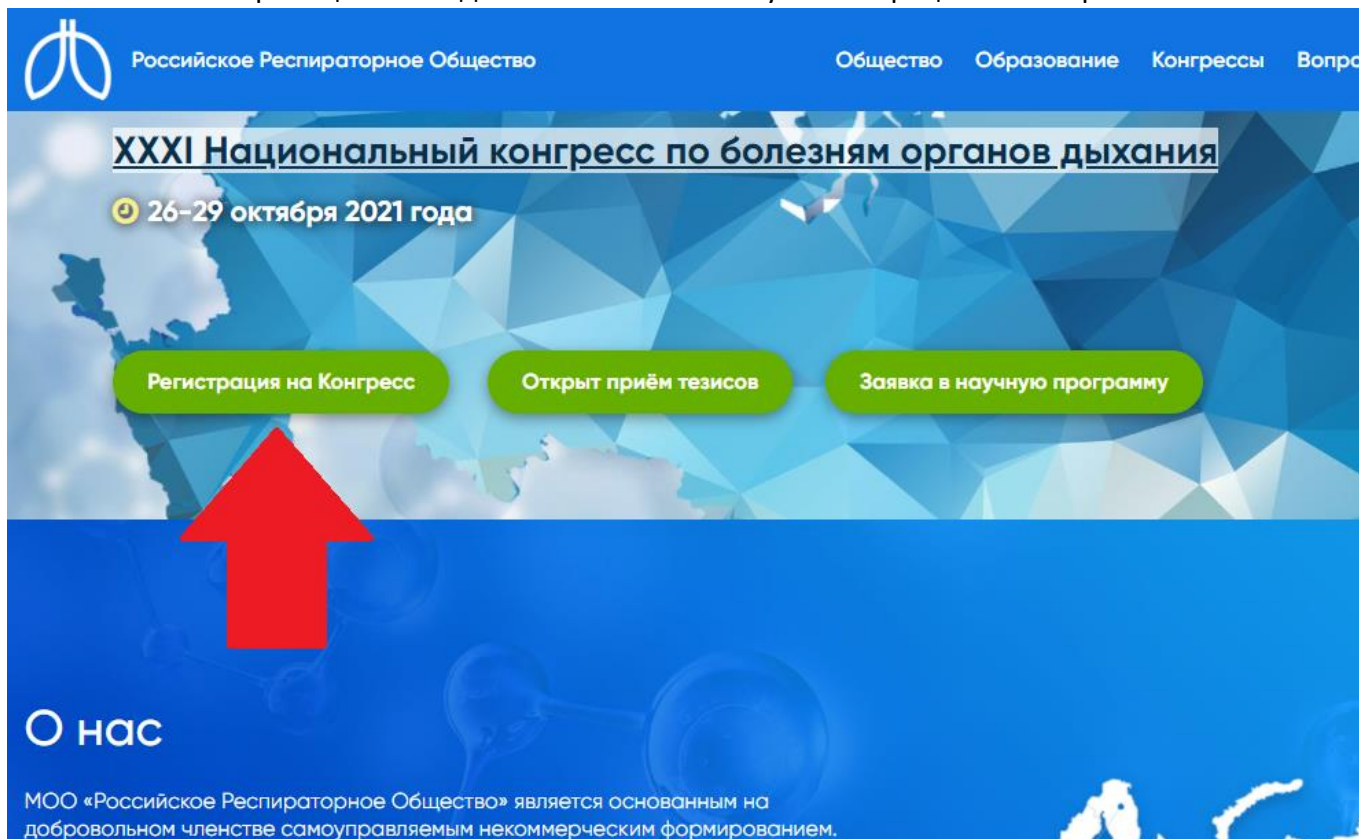 Российское Респираторное Общество
Общество Образование Конгрессы
XXXI Национальный конгресс по болезням органов дыхания
26-29 октября 2021 года
Регистрация на Конгресс Открыт приём тезисов Заявка в научную программу
О нас
МОО «Российское Респираторное Общество» является основанным на
добровольном членстве самоуправляемым некоммерческим формированием.